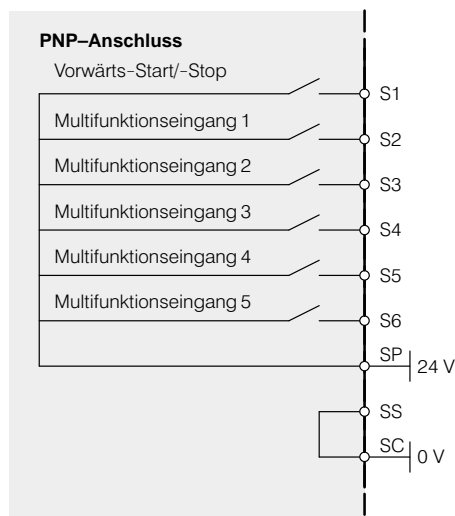 PNP–Anschluss
Vorwärts-Start/-Stop
S1
Multifunktionseingang 1
S2
Multifunktionseingang 2
S3
Multifunktionseingang 3
S4
Multifunktionseingang 4
S5
Multifunktionseingang 5
S6
SP
24 V
SS
SC
0 V